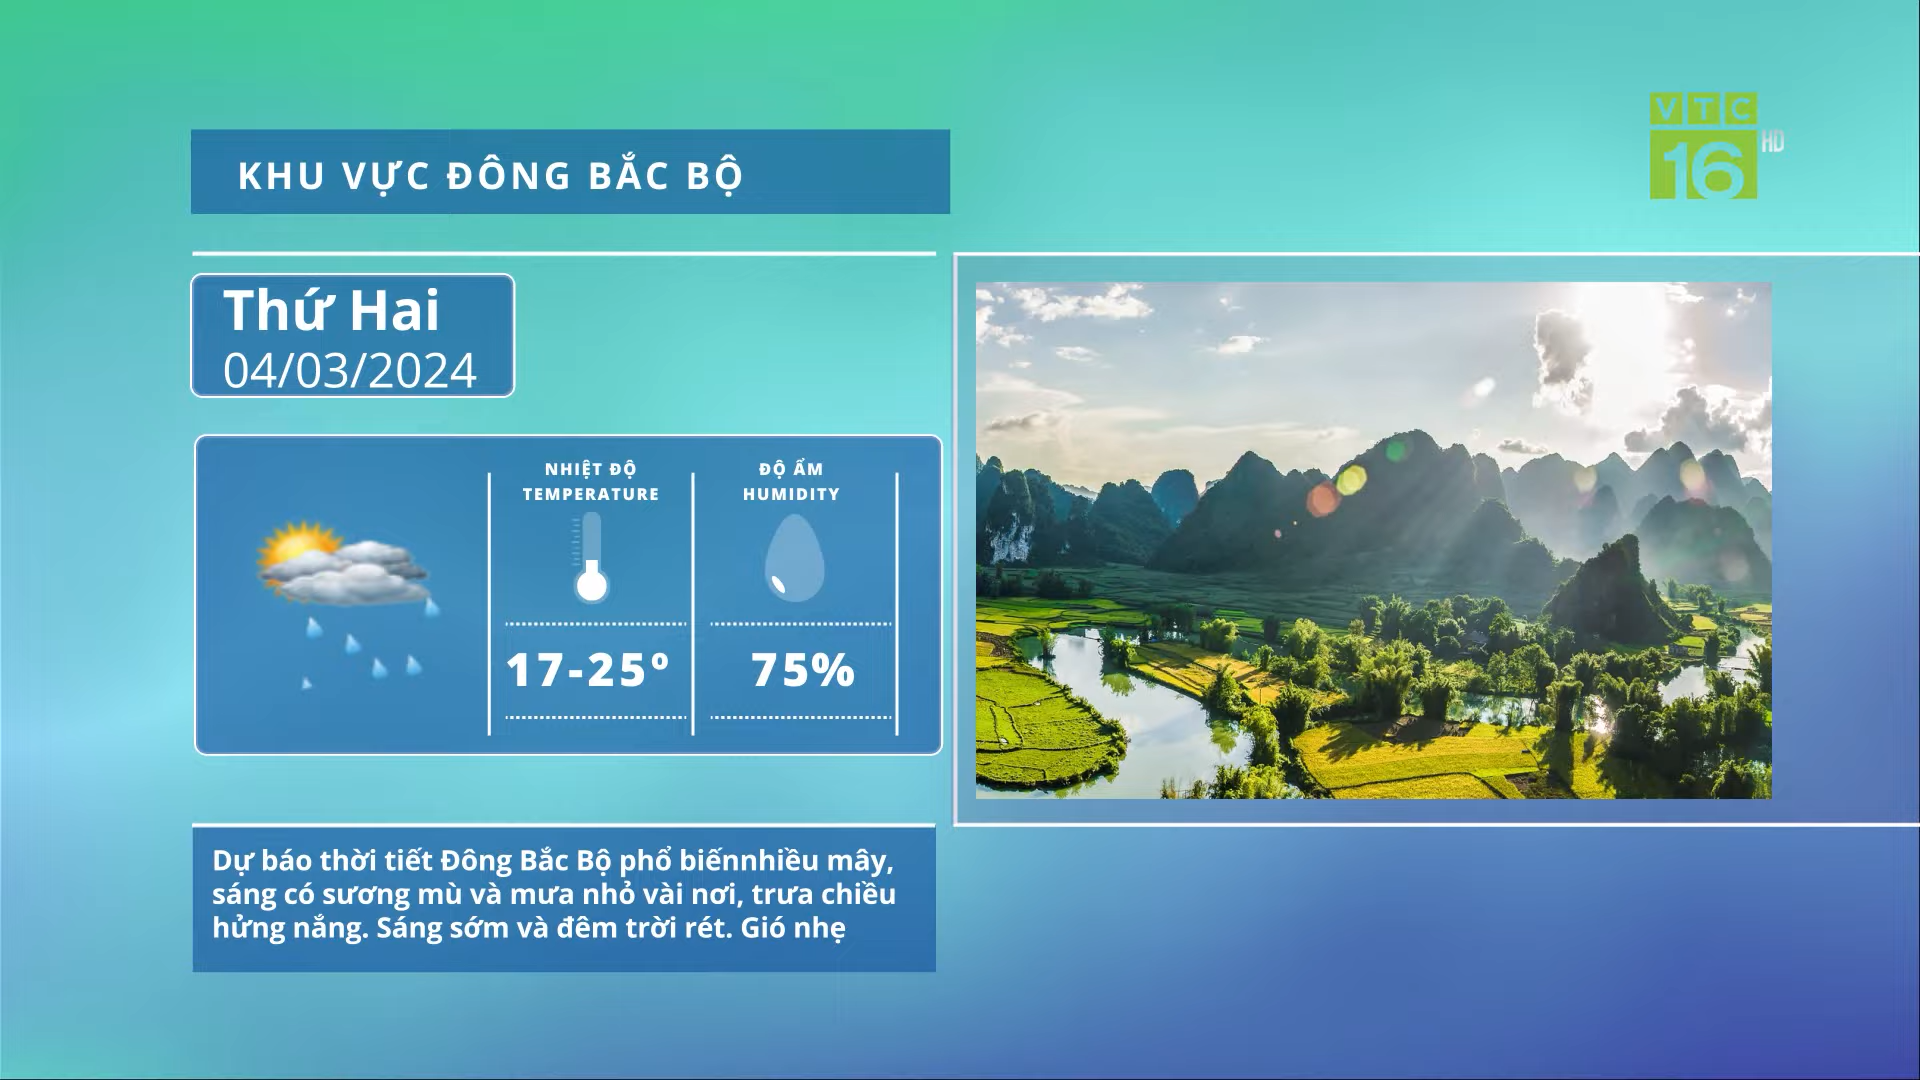 VTC
16 HD
KHU VỰC ĐÔNG BẮC BỘ
Thứ Hai
04/03/2024
NHIỆT ĐỘ
TEMPERATURE
17-25º
ĐỘ ẨM
HUMIDITY
75%
Dự báo thời tiết Đông Bắc Bộ phổ biếnnhiều mây,
sáng có sương mù và mưa nhỏ vài nơi, trưa chiều
hửng nắng. Sáng sớm và đêm trời rét. Gió nhẹ